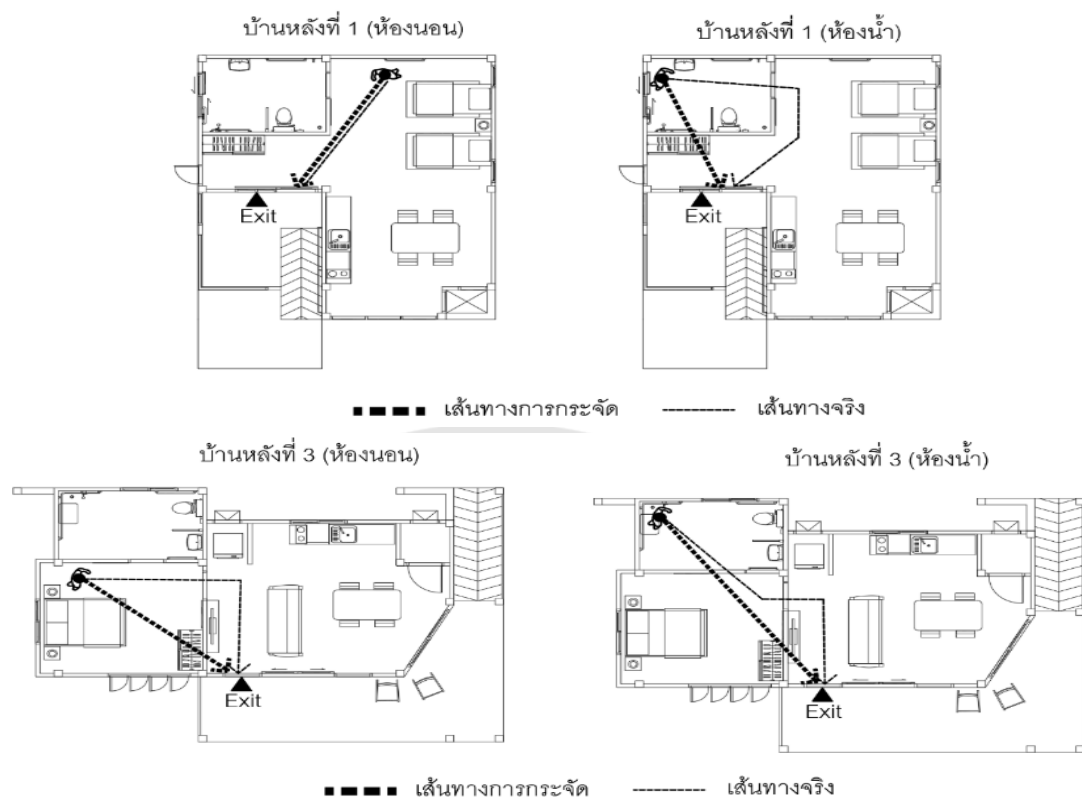 บ้านหลังที่ 1 (ห้องนอน)
บ้านหลังที่ 1 (ห้องน้ำ)
Exit
Exit
เส้นทางการกระจัด
เส้นทางจริง
บ้านหลังที่ 3 (ห้องนอน)
บ้านหลังที่ 3 (ห้องน้ำ)
Exit
Exit
เส้นทางการกระจัด
เส้นทางจริง